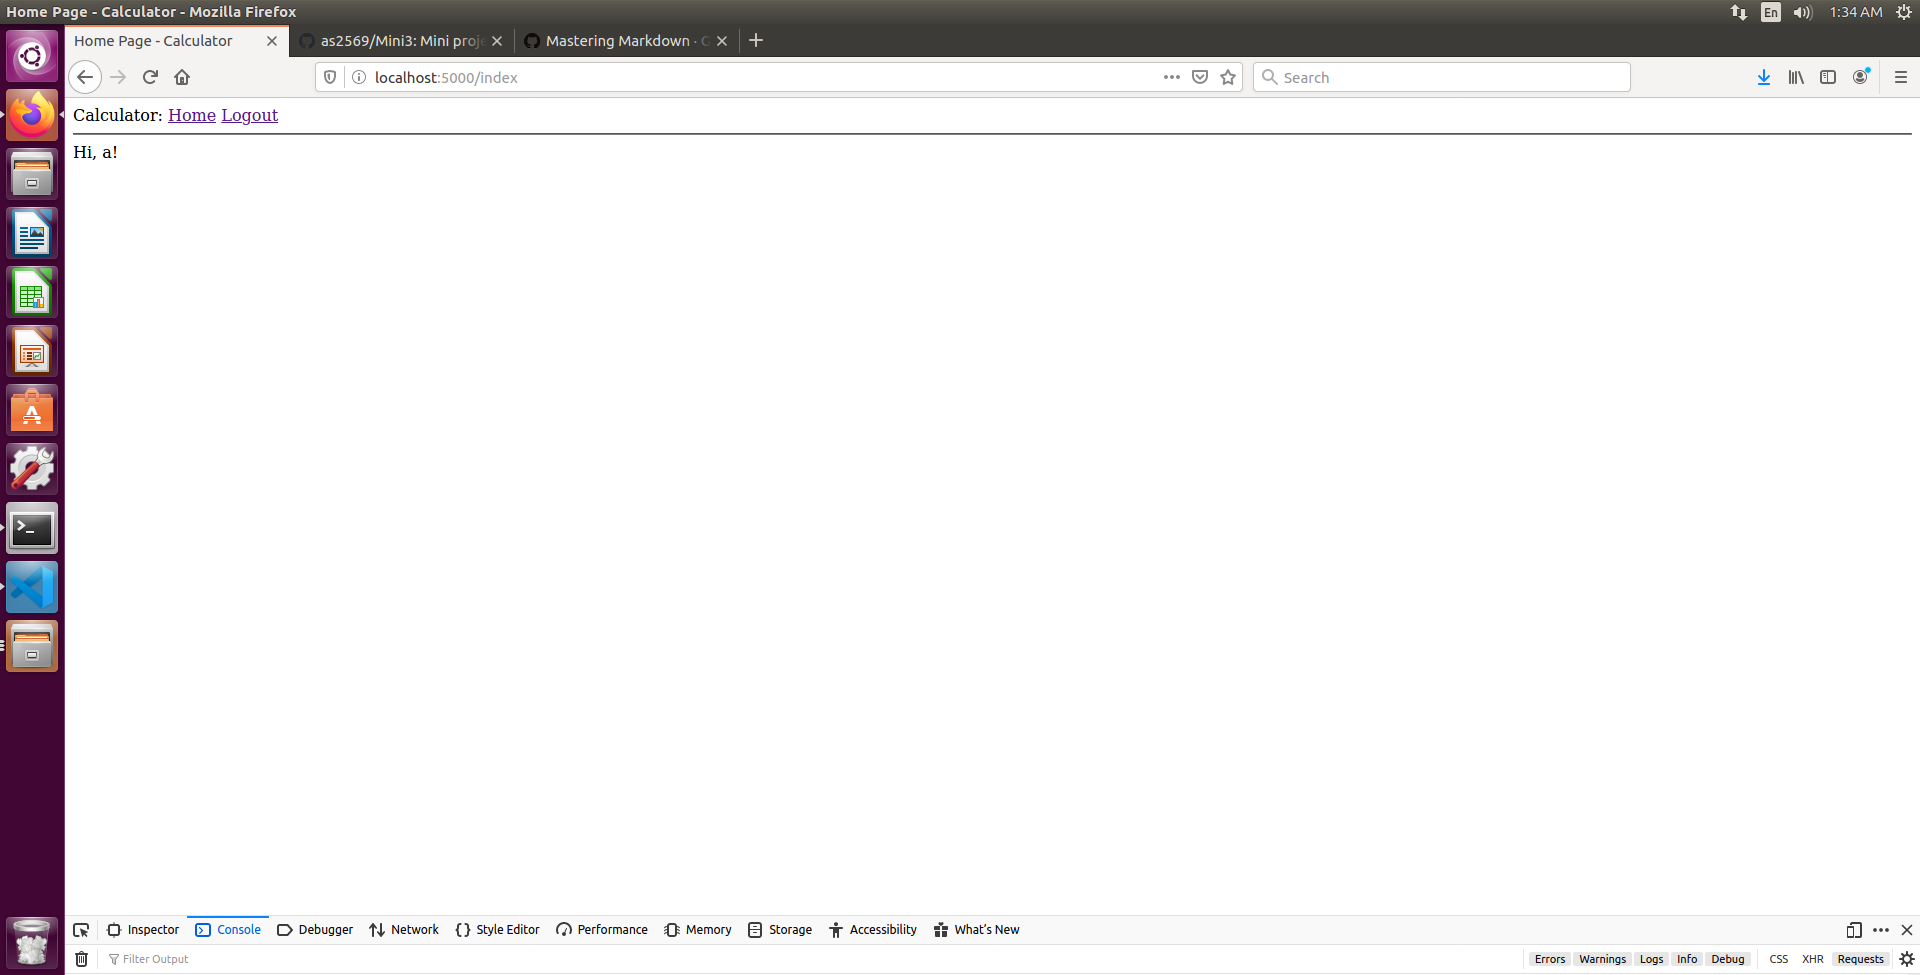 Home Page - Calculator - Mozilla Firefox
En
1:34 AM
Home Page - Calculator
as2569/Mini3: Mini proje
Mastering Markdown ·
localhost:5000/index
Search
Calculator: Home Logout
Hi, a!
Inspector Console Debugger Network Style Editor Performance Memory Storage Accessibility What's New
Filter Output
Errors Warnings Logs Info Debug CSS XHR Requests